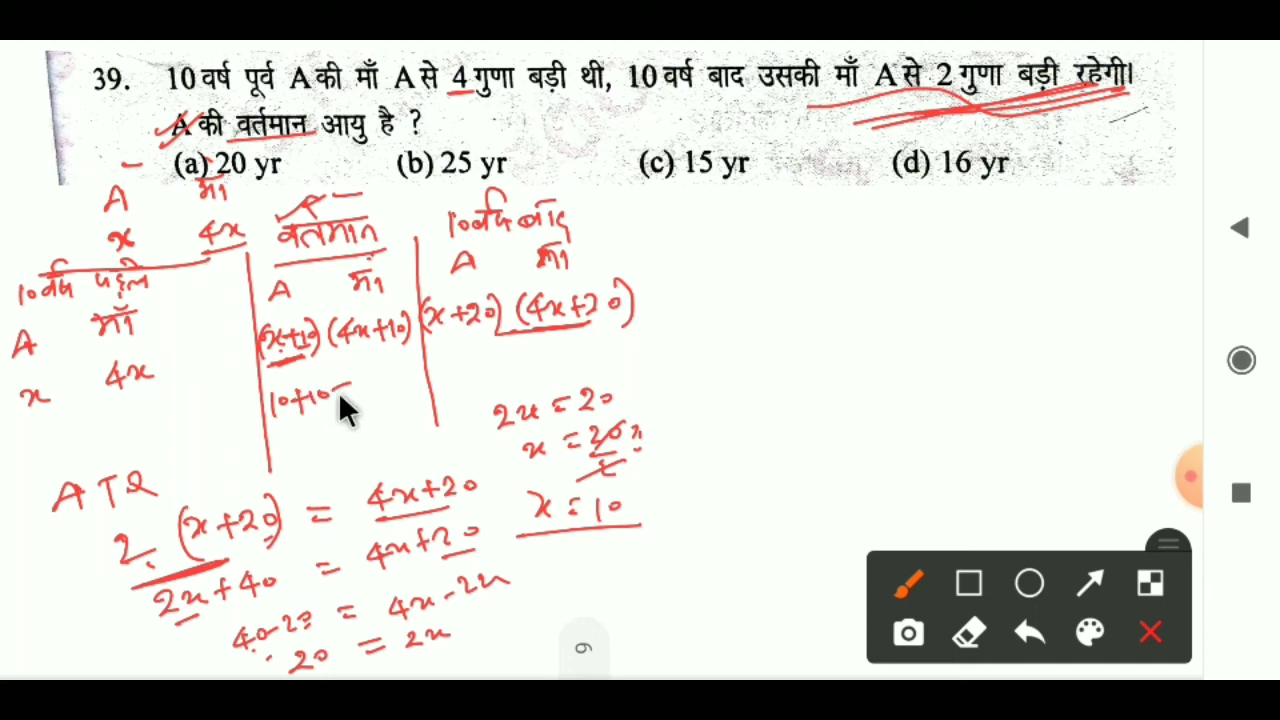 39. 10 वर्ष पूर्व A की माँ A से 4 गुणा बड़ी थी, 10 वर्ष बाद उसकी माँ A से 2 गुणा बड़ी रहेगी।
A की वर्तमान आयु है ?
(a) 20 yr (b) 25 yr (c) 15 yr (d) 16 yr
A माँ
x 4x
10 वर्ष पहले
A माँ
x 4x
वर्तमान
A माँ
(x+10) (4x+10)
10+10=
10 वर्ष बाद
A माँ
(x+20) (4x+20)
ATQ
2 (x+20) = 4x+20
2x+40 = 4x+20
40-20 = 4x-2x
20 = 2x
2x = 20
x = 20/2
x = 10
6